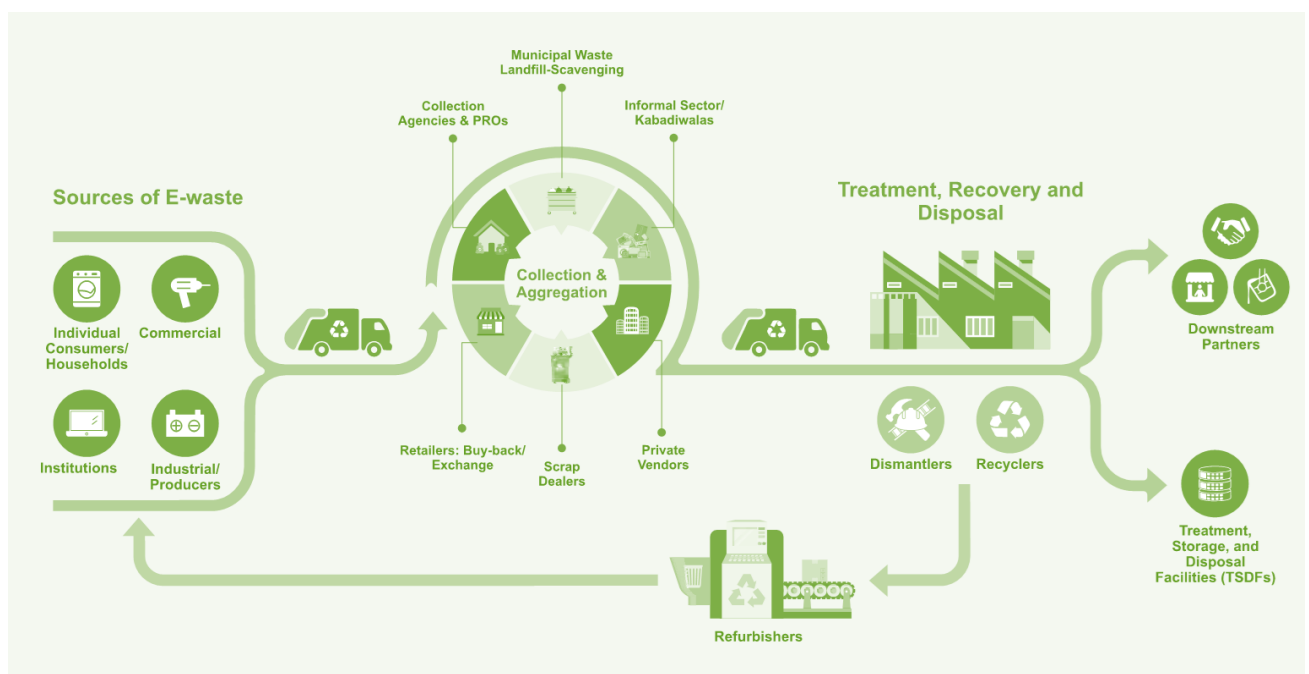 Municipal Waste
Landfill-Scavenging
Collection
Agencies & PROs
Informal Sector/
Kabadiwalas
Sources of E-waste
Treatment, Recovery and
Disposal
Collection &
Aggregation
Individual
Consumers/
Households
Commercial
Downstream
Partners
Institutions
Industrial/
Producers
Retailers: Buy-back/
Exchange
Scrap
Dealers
Private
Vendors
Dismantlers
Recyclers
Treatment,
Storage, and
Disposal
Facilities (TSDFs)
Refurbishers